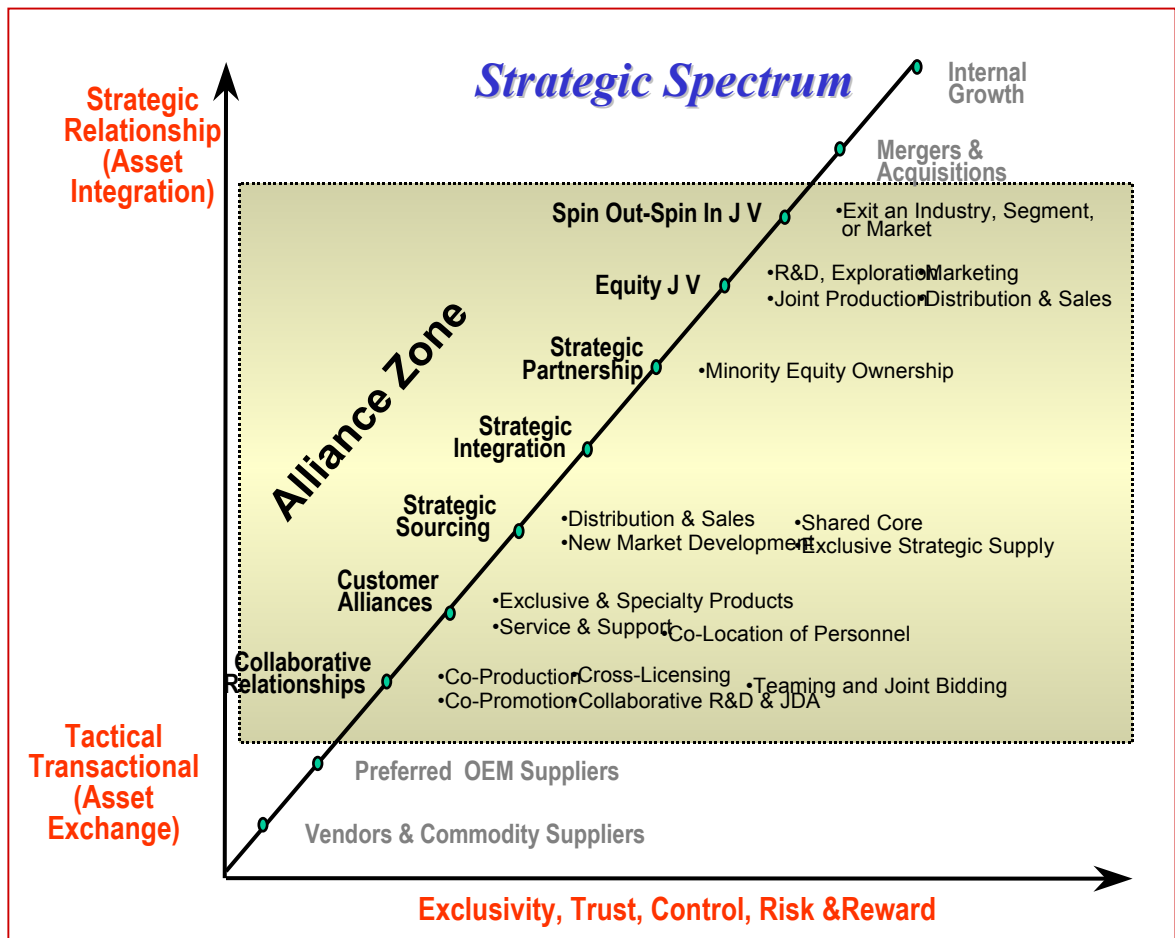 Strategic Spectrum
Strategic
Relationship
(Asset
Integration)
Internal
Growth
Mergers &
Acquisitions
Spin Out-Spin In J V
•Exit an Industry, Segment,
or Market
Equity J V
•R&D, Exploration •Marketing
•Joint Production •Distribution & Sales
Alliance Zone
Strategic
Partnership
•Minority Equity Ownership
Strategic
Integration
Strategic
Sourcing
•Distribution & Sales
•New Market Development
•Shared Core
•Exclusive Strategic Supply
Customer
Alliances
•Exclusive & Specialty Products
•Service & Support
•Co-Location of Personnel
Collaborative
Relationships
•Co-Production •Cross-Licensing
•Co-Promotion •Collaborative R&D & JDA
•Teaming and Joint Bidding
Tactical
Transactional
(Asset
Exchange)
Preferred OEM Suppliers
Vendors & Commodity Suppliers
Exclusivity, Trust, Control, Risk &Reward